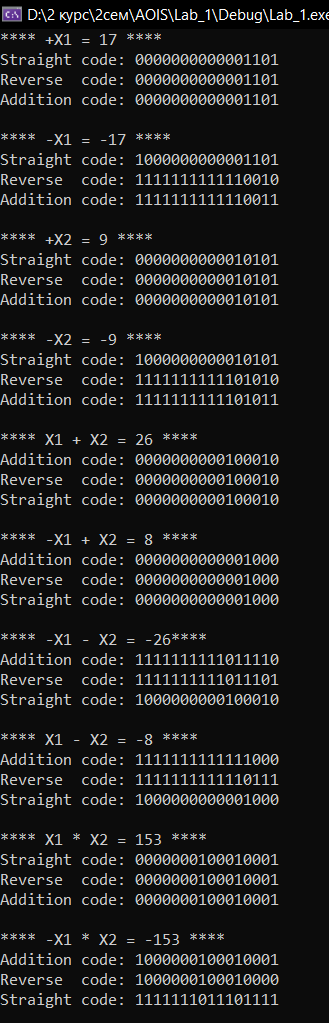 D:\2 курс\2сем\AOIS\Lab_1\Debug\Lab_1.exe
**** +X1 = 17 ****
Straight code: 0000000000001101
Reverse  code: 0000000000001101
Addition code: 0000000000001101
**** -X1 = -17 ****
Straight code: 1000000000001101
Reverse  code: 1111111111110010
Addition code: 1111111111110011
**** +X2 = 9 ****
Straight code: 0000000000010101
Reverse  code: 0000000000010101
Addition code: 0000000000010101
**** -X2 = -9 ****
Straight code: 1000000000010101
Reverse  code: 1111111111101010
Addition code: 1111111111101011
**** X1 + X2 = 26 ****
Addition code: 0000000000100010
Reverse  code: 0000000000100010
Straight code: 0000000000100010
**** -X1 + X2 = 8 ****
Addition code: 0000000000001000
Reverse  code: 0000000000001000
Straight code: 0000000000001000
**** -X1 - X2 = -26****
Addition code: 1111111111011110
Reverse  code: 1111111111011101
Straight code: 1000000000100010
**** X1 - X2 = -8 ****
Addition code: 1111111111111000
Reverse  code: 1111111111110111
Straight code: 1000000000001000
**** X1 * X2 = 153 ****
Straight code: 0000000100010001
Reverse  code: 0000000100010001
Addition code: 0000000100010001
**** -X1 * X2 = -153 ****
Addition code: 1000000100010001
Reverse  code: 1000000100010000
Straight code: 1111111011101111